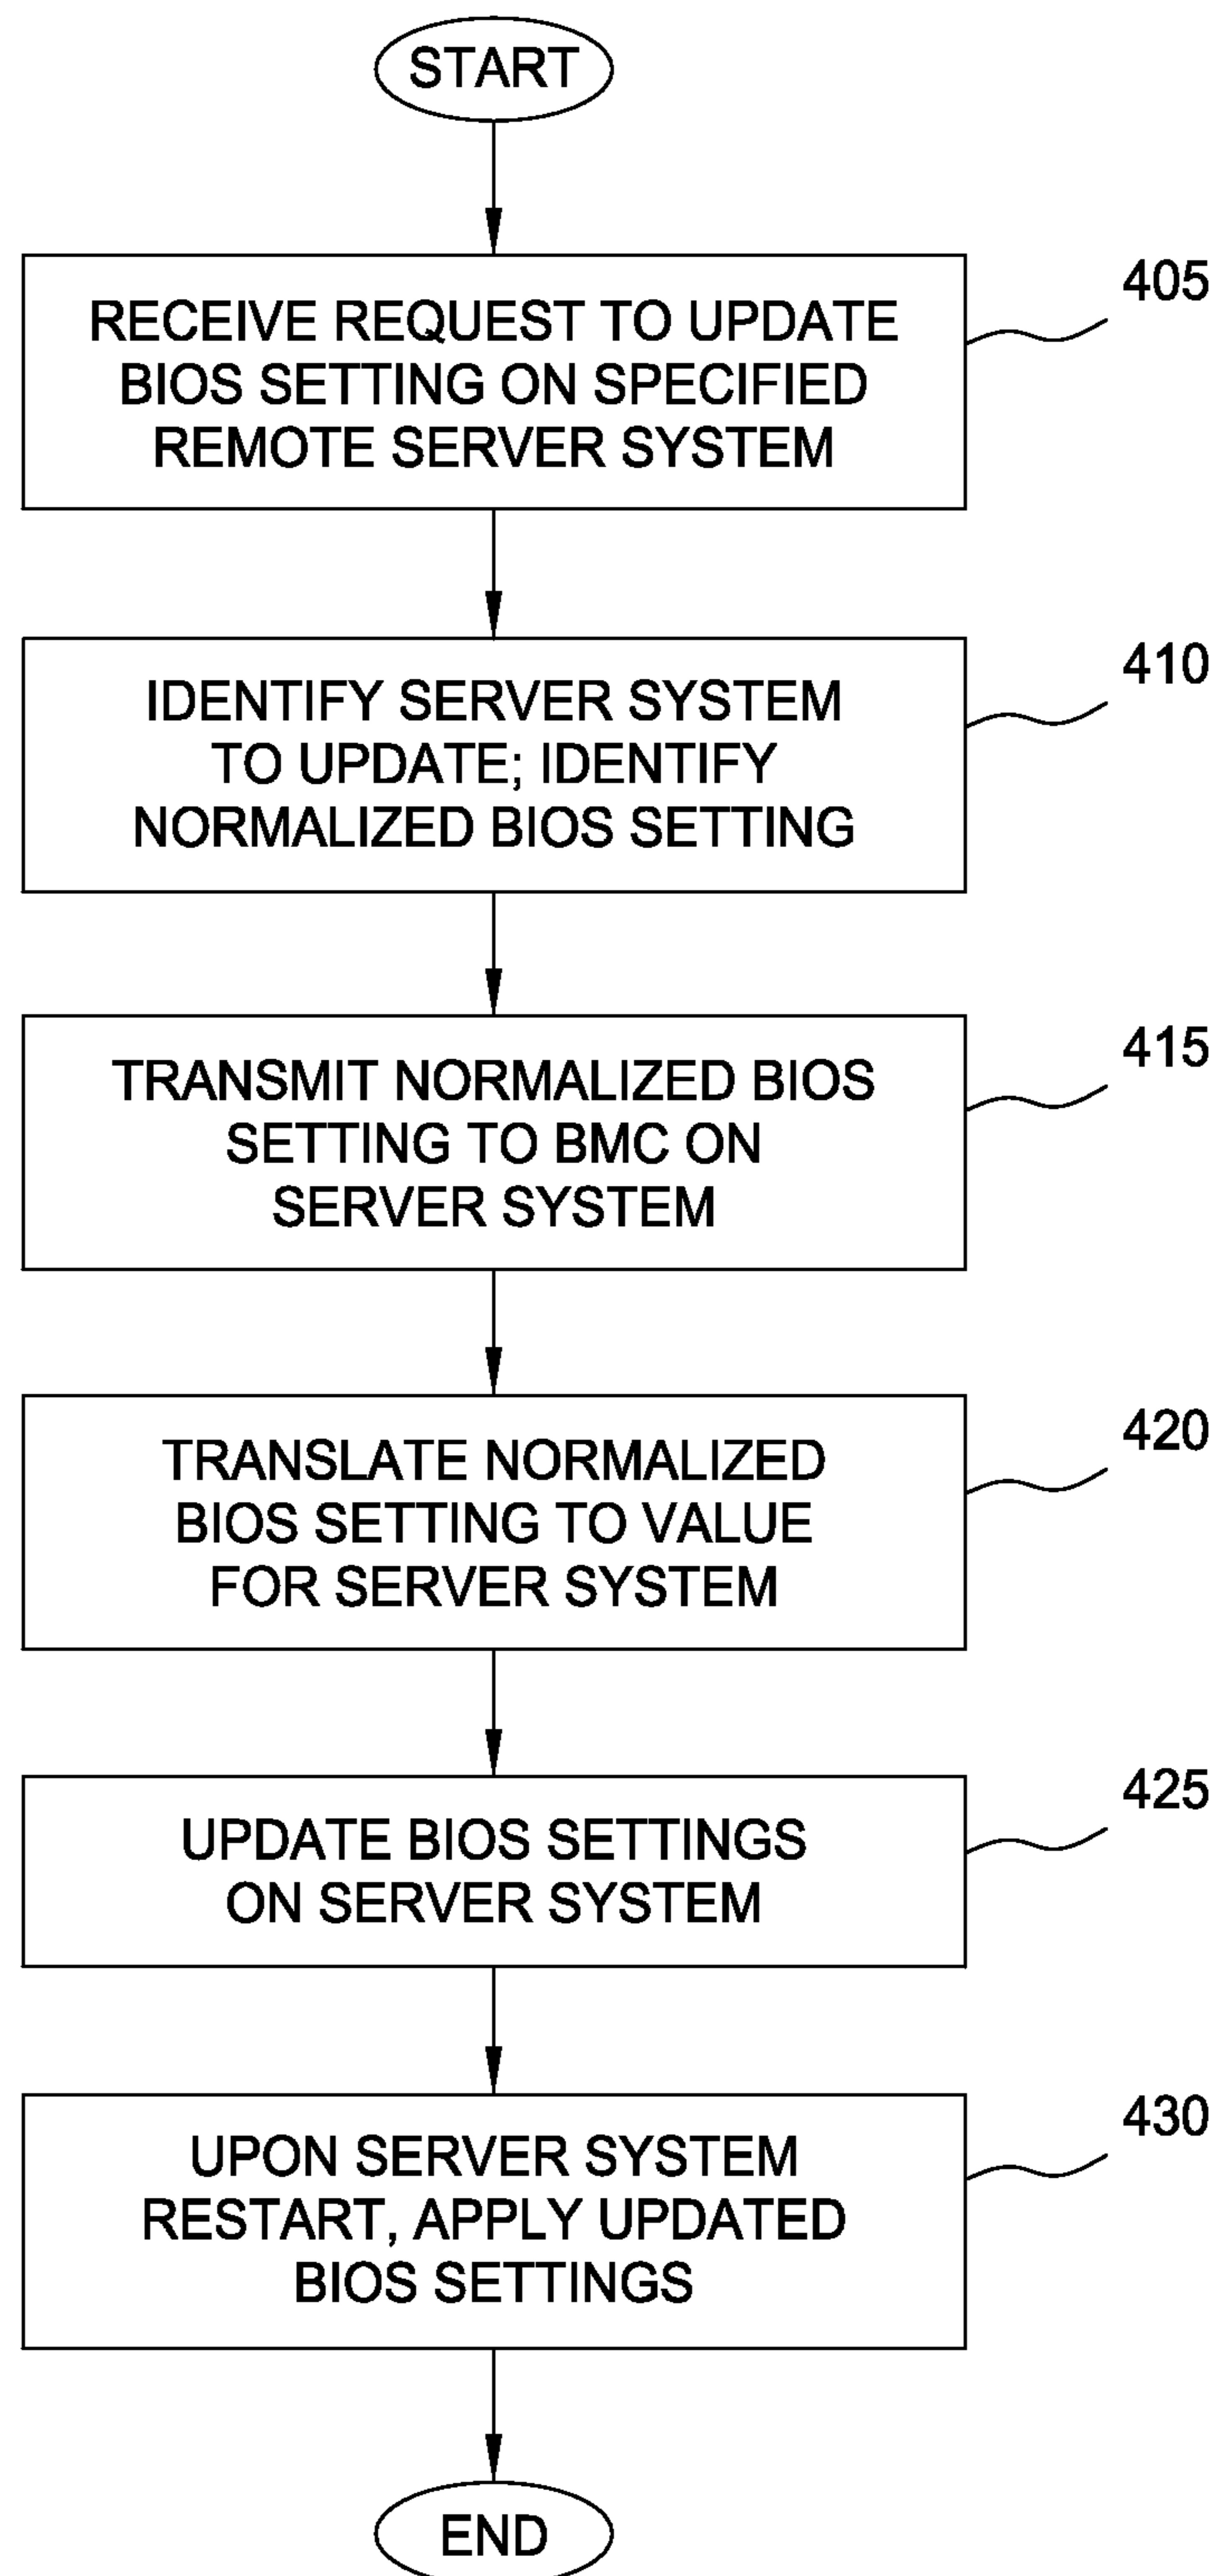 START
RECEIVE REQUEST TO UPDATE
BIOS SETTING ON SPECIFIED
REMOTE SERVER SYSTEM
405
IDENTIFY SERVER SYSTEM
TO UPDATE; IDENTIFY
NORMALIZED BIOS SETTING
410
TRANSMIT NORMALIZED BIOS
SETTING TO BMC ON
SERVER SYSTEM
415
TRANSLATE NORMALIZED
BIOS SETTING TO VALUE
FOR SERVER SYSTEM
420
UPDATE BIOS SETTINGS
ON SERVER SYSTEM
425
UPON SERVER SYSTEM
RESTART, APPLY UPDATED
BIOS SETTINGS
430
END